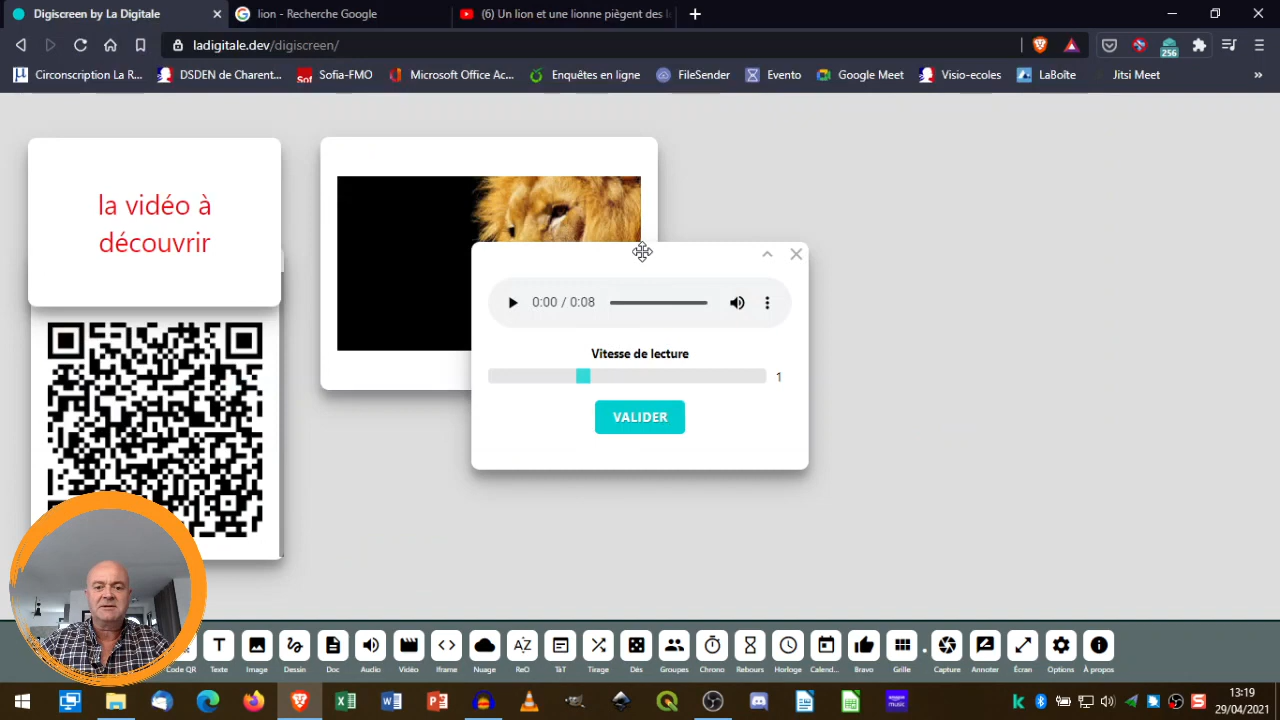 Digiscreen by La Digitale
lion - Recherche Google
(6) Un lion et une lionne piègent des l
ladigitale.dev/digiscreen/
256
Circonscription La R...
DSDEN de Charent...
Sofia-FMO
Microsoft Office Ac...
Enquêtes en ligne
FileSender
Evento
Google Meet
Visio-ecoles
LaBoîte
Jitsi Meet
la vidéo à
découvrir
0:00 / 0:08
Vitesse de lecture
1
VALIDER
Code QR
Texte
Image
Dessin
Doc
Audio
Vidéo
Iframe
Nuage
ReO
TàT
Tirage
Dés
Groupes
Chrono
Rebours
Horloge
Calend...
Bravo
Grille
Capture
Annoter
Écran
Options
À propos
13:19
29/04/2021